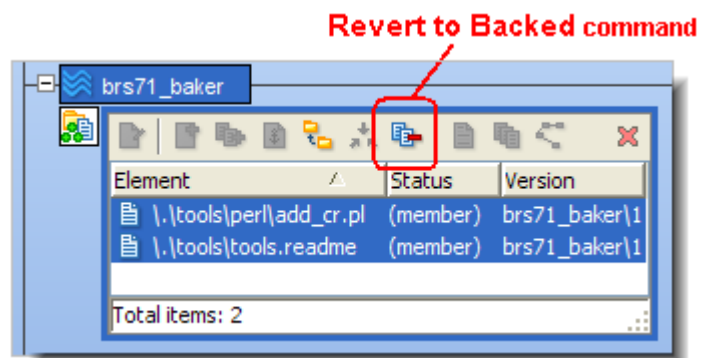 Revert to Backed command
brs71_baker
Element Status Version
\.\tools\perl\add_cr.pl (member) brs71_baker\1
\.\tools\tools.readme (member) brs71_baker\1
Total items: 2